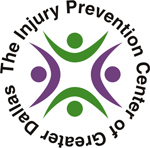 The Injury Prevention Center of Greater Dallas